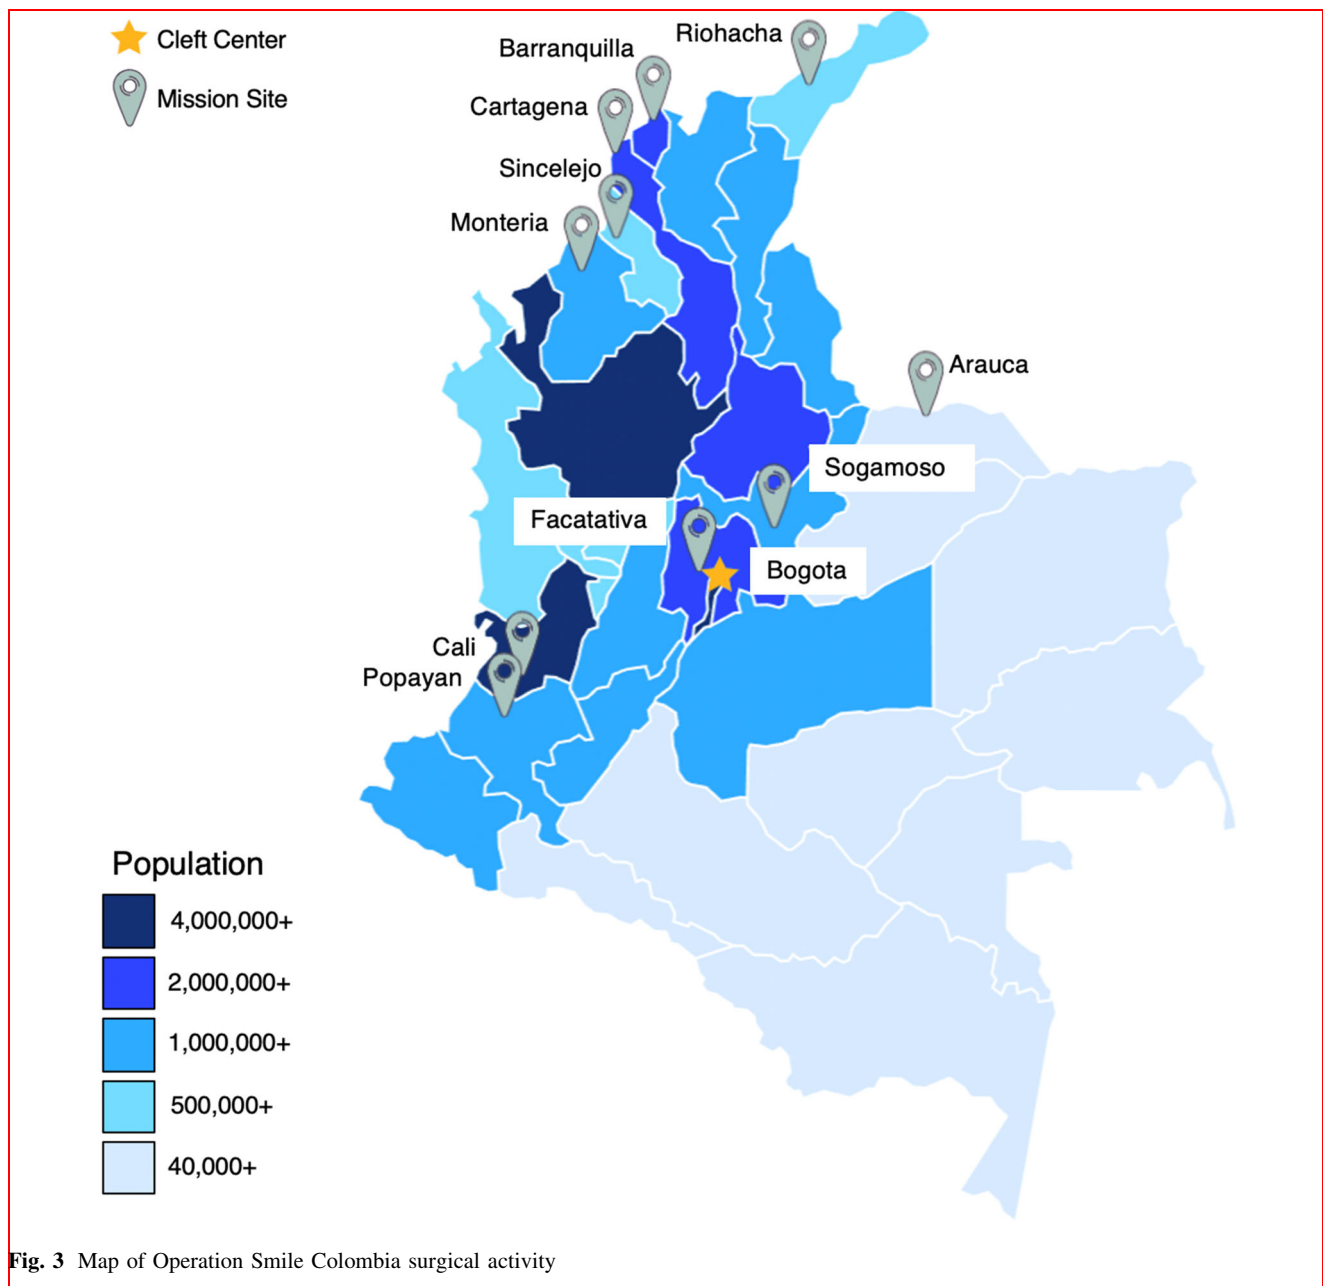 Cleft Center
Mission Site
Riohacha
Barranquilla
Cartagena
Sincelejo
Monteria
Arauca
Sogamoso
Facatativa
Bogota
Cali
Popayan
Population
4,000,000+
2,000,000+
1,000,000+
500,000+
40,000+
Fig. 3 Map of Operation Smile Colombia surgical activity